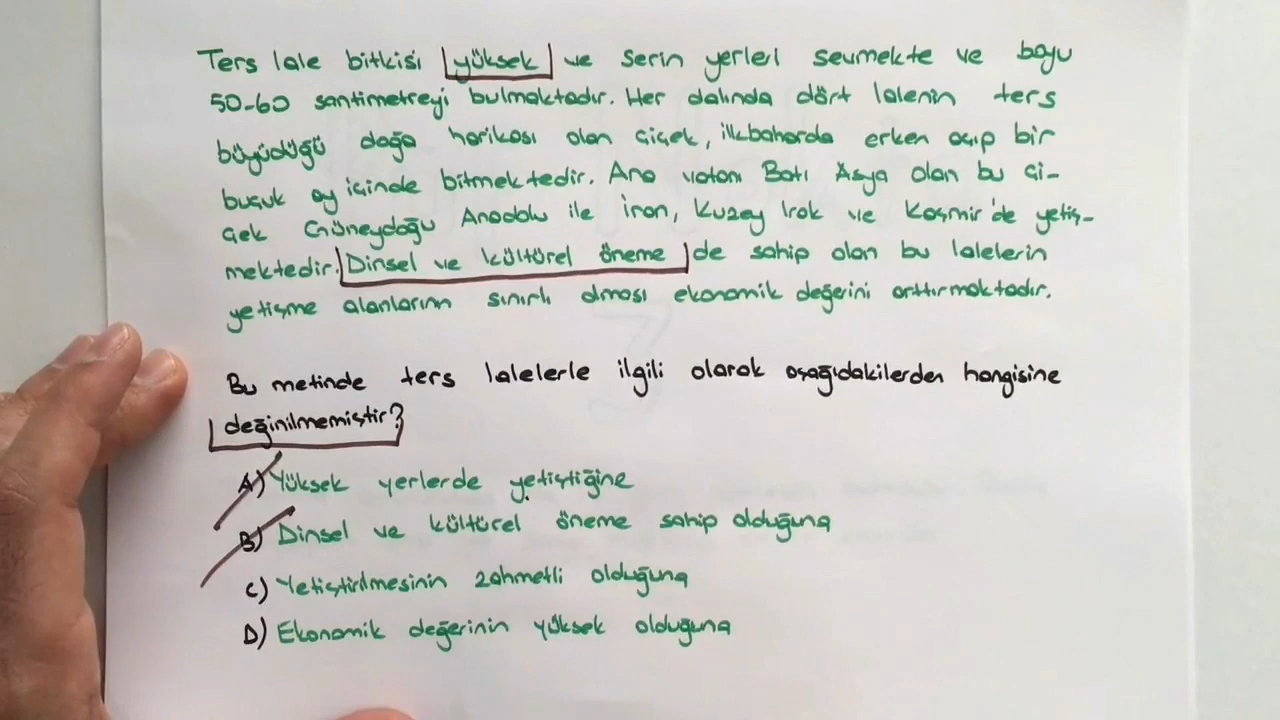 Ters lale bitkisi yüksek ve serin yerleri sevmekte ve boyu
50-60 santimetreyi bulmaktadır. Her dalında dört lalenin ters
büyüdüğü doğa harikası olan çiçek, ilkbaharda erken açıp bir
buçuk ay içinde bitmektedir. Ana vatanı Batı Asya olan bu çi-
çek Güneydoğu Anadolu ile İran, Kuzey Irak ve Keşmir'de yetiş-
mektedir. Dinsel ve kültürel öneme de sahip olan bu lalelerin
yetişme alanlarının sınırlı olması ekonomik değerini arttırmaktadır.
Bu metinde ters lalelerle ilgili olarak aşağıdakilerden hangisine
değinilmemiştir?
A) Yüksek yerlerde yetiştiğine
B) Dinsel ve kültürel öneme sahip olduğuna
C) Yetiştirilmesinin zahmetli olduğuna
D) Ekonomik değerinin yüksek olduğuna